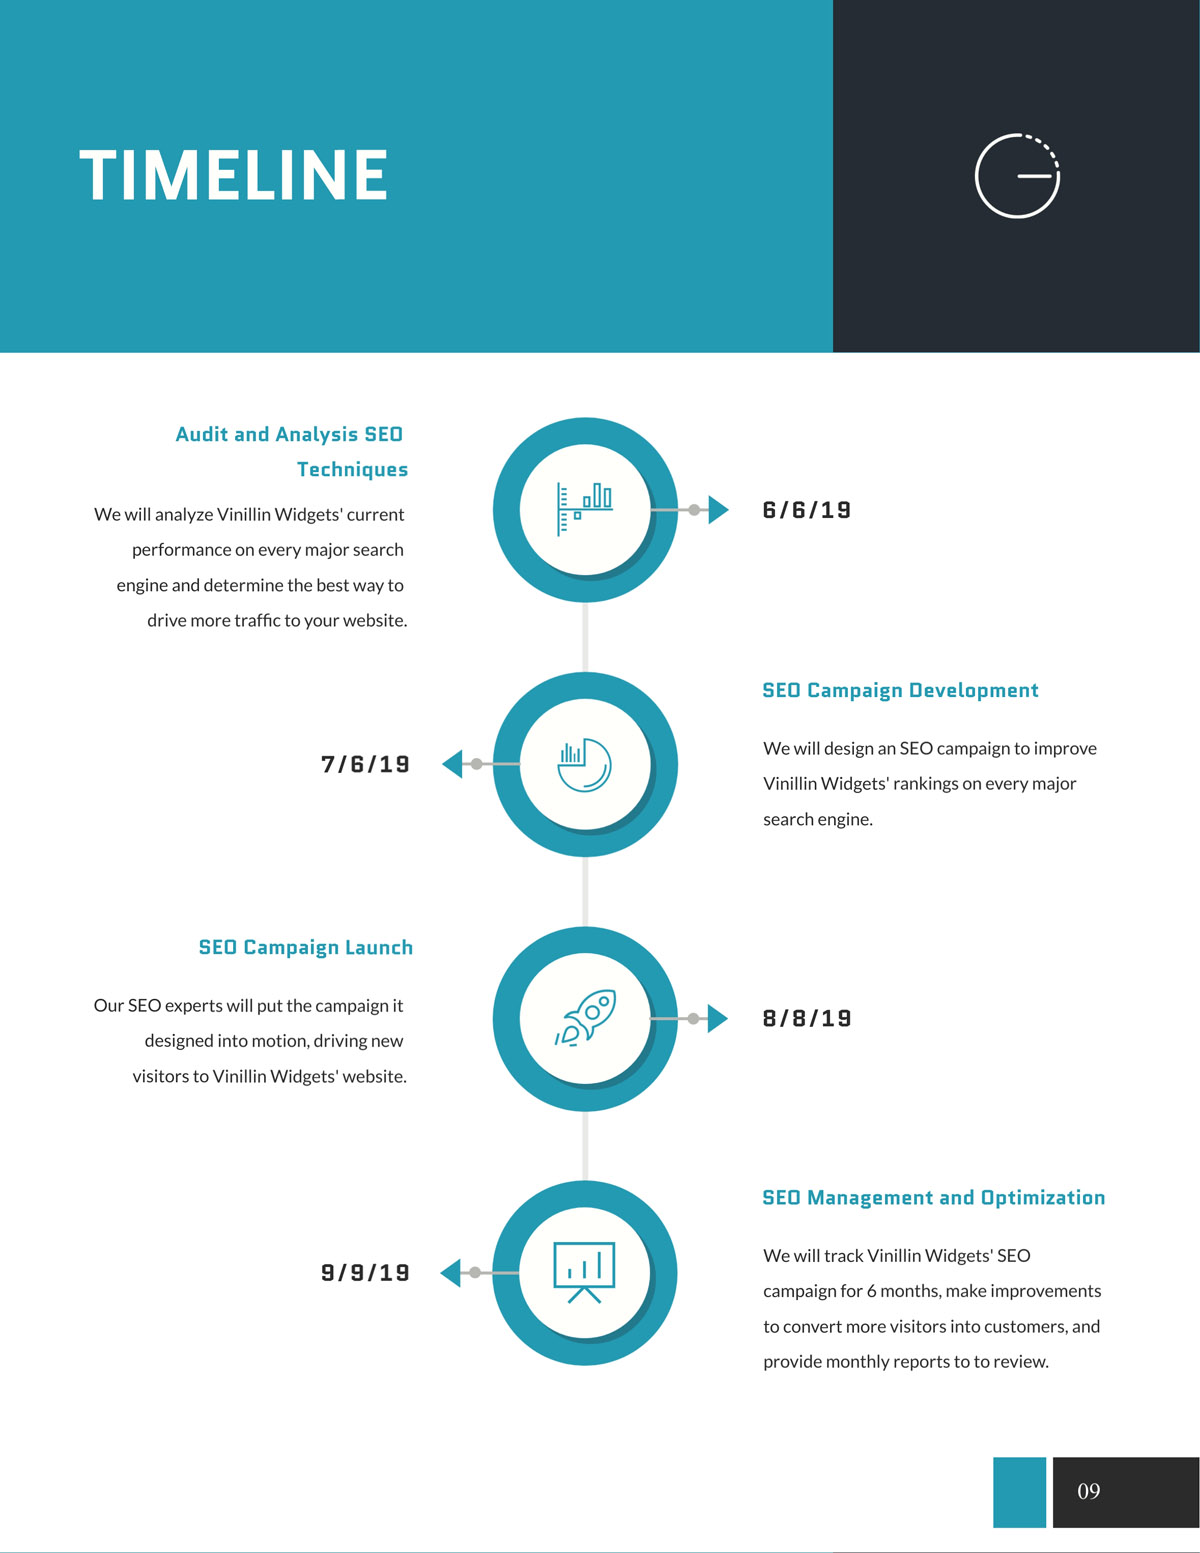 TIMELINE
Audit and Analysis SEO
Techniques
We will analyze Vinillin Widgets' current
performance on every major search
engine and determine the best way to
drive more traffic to your website.
6/6/19
7/6/19
SEO Campaign Development
We will design an SEO campaign to improve
Vinillin Widgets' rankings on every major
search engine.
SEO Campaign Launch
Our SEO experts will put the campaign it
designed into motion, driving new
visitors to Vinillin Widgets' website.
8/8/19
9/9/19
SEO Management and Optimization
We will track Vinillin Widgets' SEO
campaign for 6 months, make improvements
to convert more visitors into customers, and
provide monthly reports to to review.
09